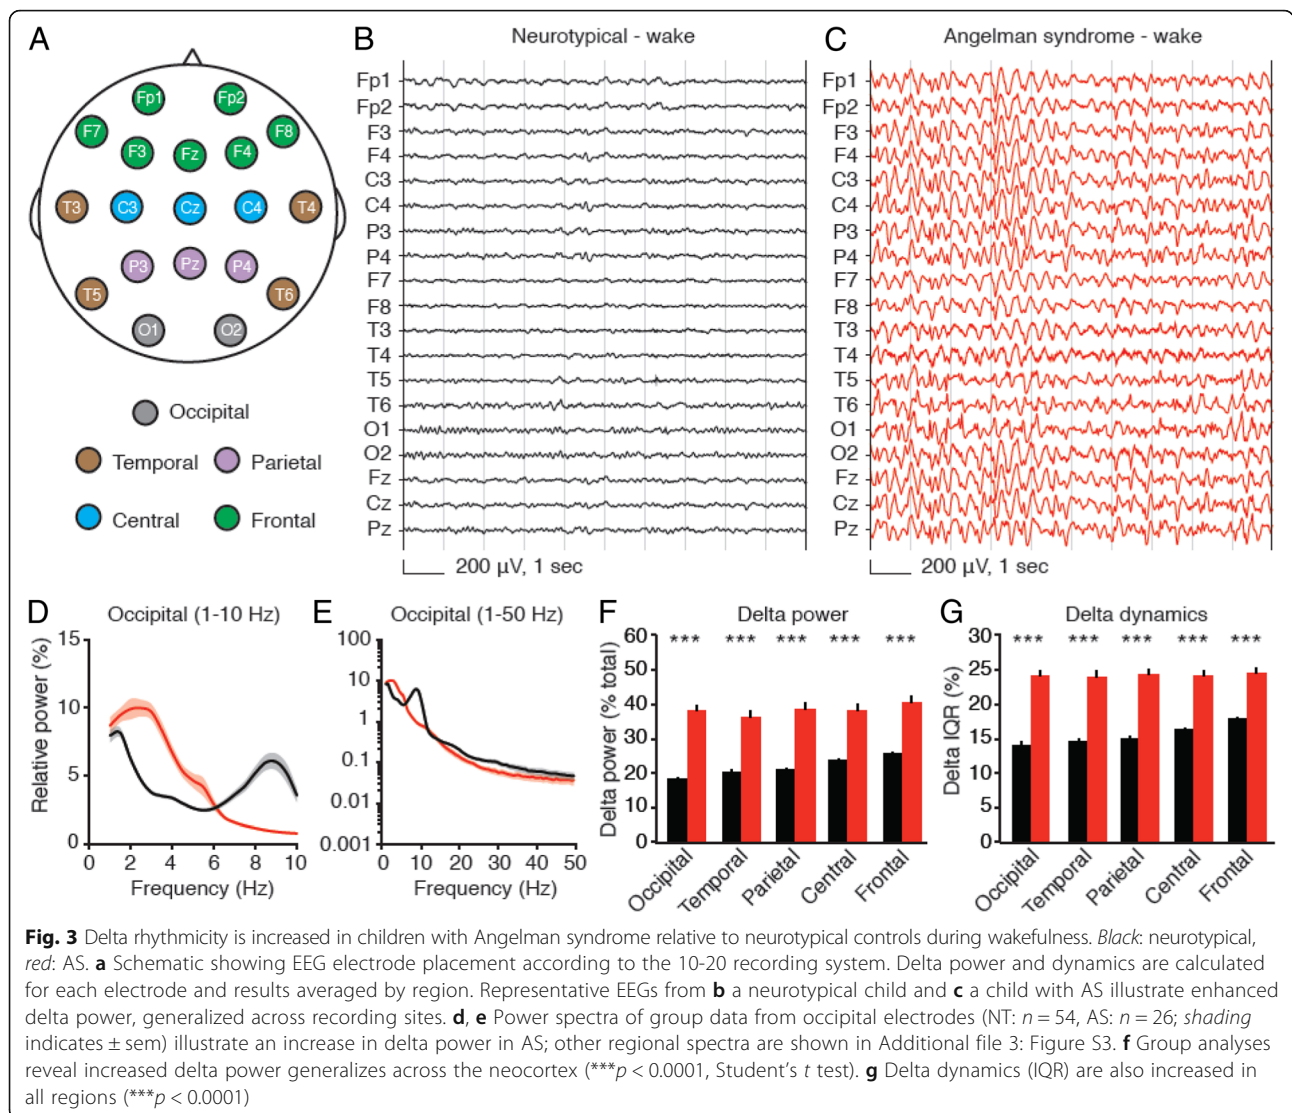 A
Fp1
Fp2
F7
F8
F3
Fz
F4
T3
C3
Cz
C4
T4
P3
Pz
P4
T5
T6
O1
O2
Occipital
Temporal
Parietal
Central
Frontal
B
Neurotypical - wake
Fp1
Fp2
F3
F4
C3
C4
P3
P4
F7
F8
T3
T4
T5
T6
O1
O2
Fz
Cz
Pz
200 µV, 1 sec
C
Angelman syndrome - wake
Fp1
Fp2
F3
F4
C3
C4
P3
P4
F7
F8
T3
T4
T5
T6
O1
O2
Fz
Cz
Pz
200 µV, 1 sec
D
Occipital (1-10 Hz)
Relative power (%)
15
10
5
0
0
2
4
6
8
10
Frequency (Hz)
E
Occipital (1-50 Hz)
100
10
1
0.1
0.01
0.001
0
10
20
30
40
50
Frequency (Hz)
F
Delta power
Delta power (% total)
60
50
40
30
20
10
0
***
***
***
***
***
Occipital
Temporal
Parietal
Central
Frontal
G
Delta dynamics
Delta IQR (%)
30
25
20
15
10
5
0
***
***
***
***
***
Occipital
Temporal
Parietal
Central
Frontal
Fig. 3 Delta rhythmicity is increased in children with Angelman syndrome relative to neurotypical controls during wakefulness. Black: neurotypical,
red: AS. a Schematic showing EEG electrode placement according to the 10-20 recording system. Delta power and dynamics are calculated
for each electrode and results averaged by region. Representative EEGs from b a neurotypical child and c a child with AS illustrate enhanced
delta power, generalized across recording sites. d, e Power spectra of group data from occipital electrodes (NT: n = 54, AS: n = 26; shading
indicates ± sem) illustrate an increase in delta power in AS; other regional spectra are shown in Additional file 3: Figure S3. f Group analyses
reveal increased delta power generalizes across the neocortex (***p < 0.0001, Student's t test). g Delta dynamics (IQR) are also increased in
all regions (***p < 0.0001)